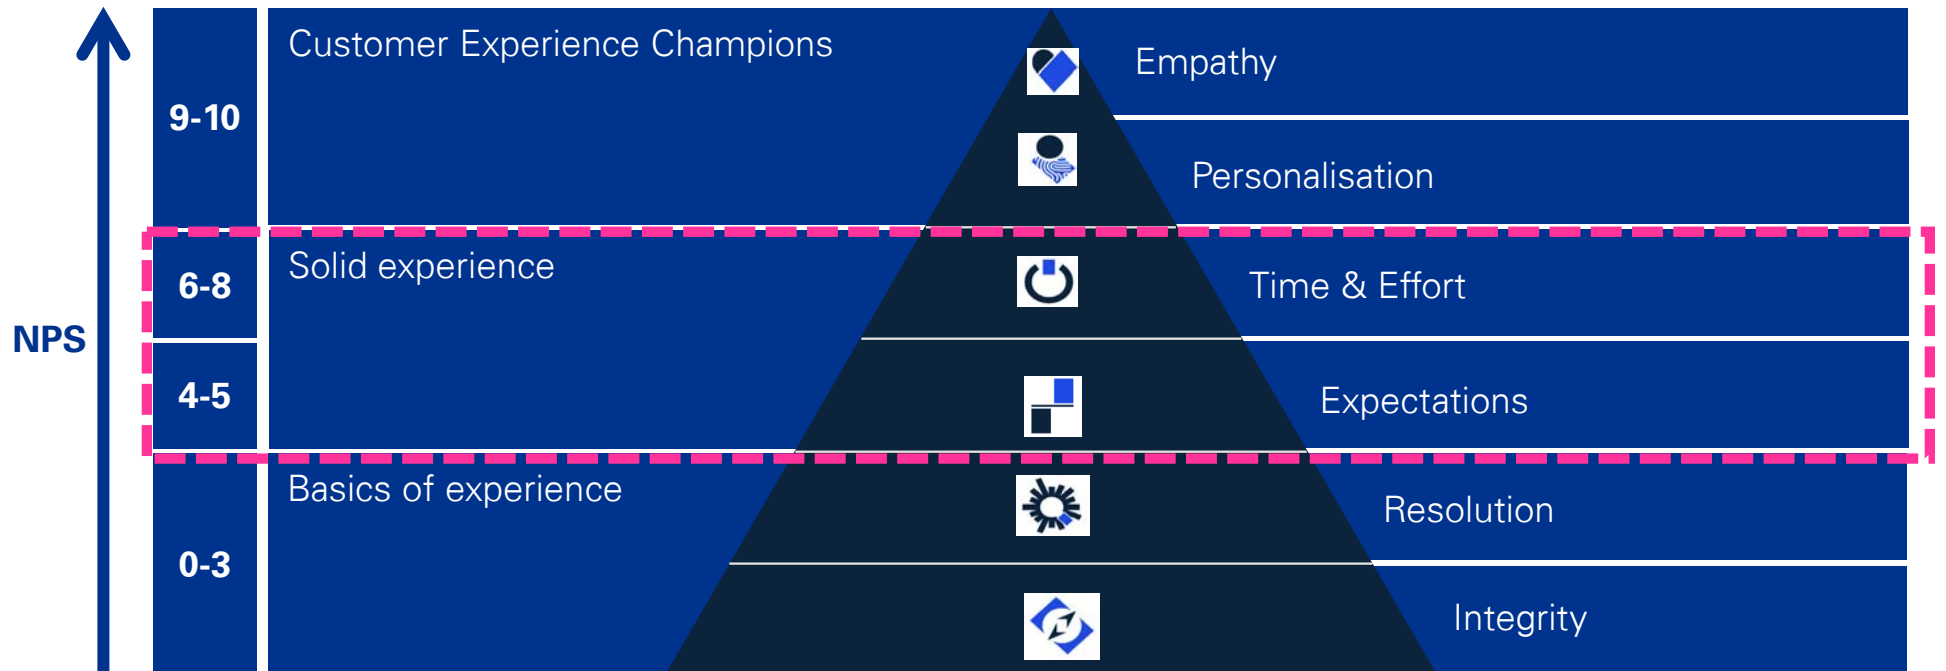 NPS
9-10
Customer Experience Champions
Empathy
Personalisation
6-8
Solid experience
Time & Effort
4-5
Expectations
0-3
Basics of experience
Resolution
Integrity